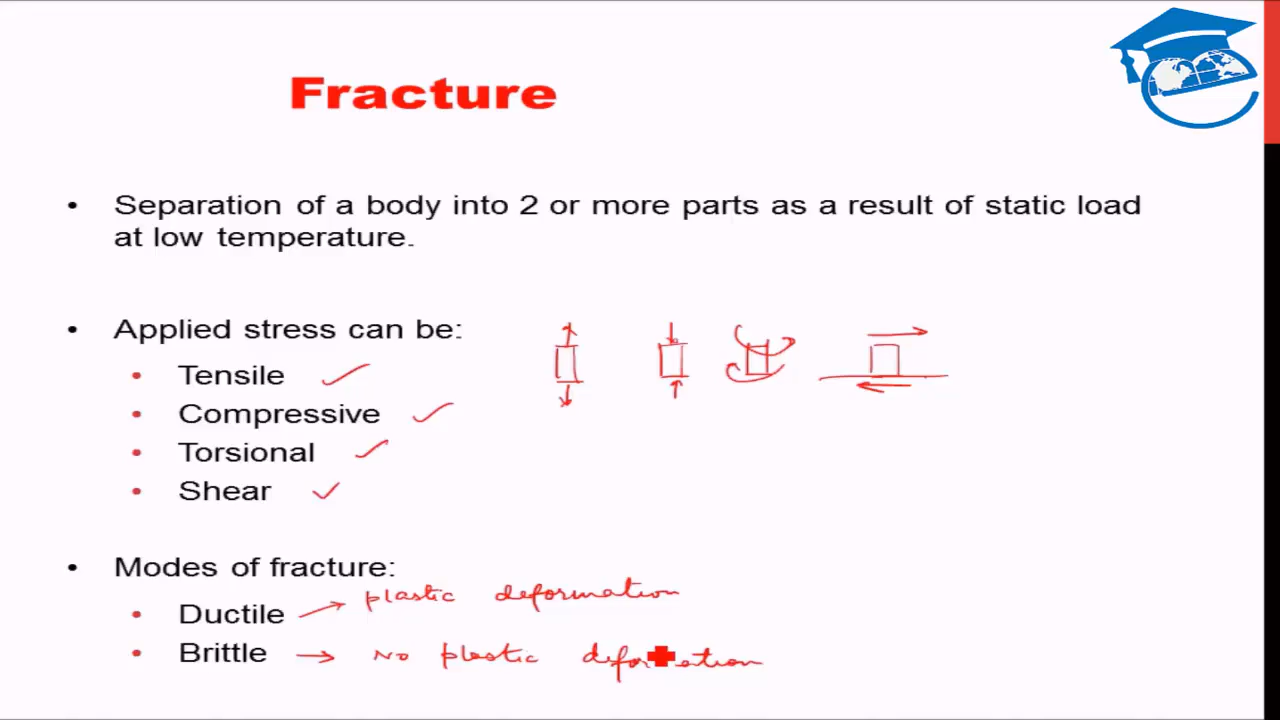 Fracture
• Separation of a body into 2 or more parts as a result of static load
at low temperature.
• Applied stress can be:
• Tensile
• Compressive
• Torsional
• Shear
• Modes of fracture:
• Ductile → plastic deformation
• Brittle → No plastic deformation